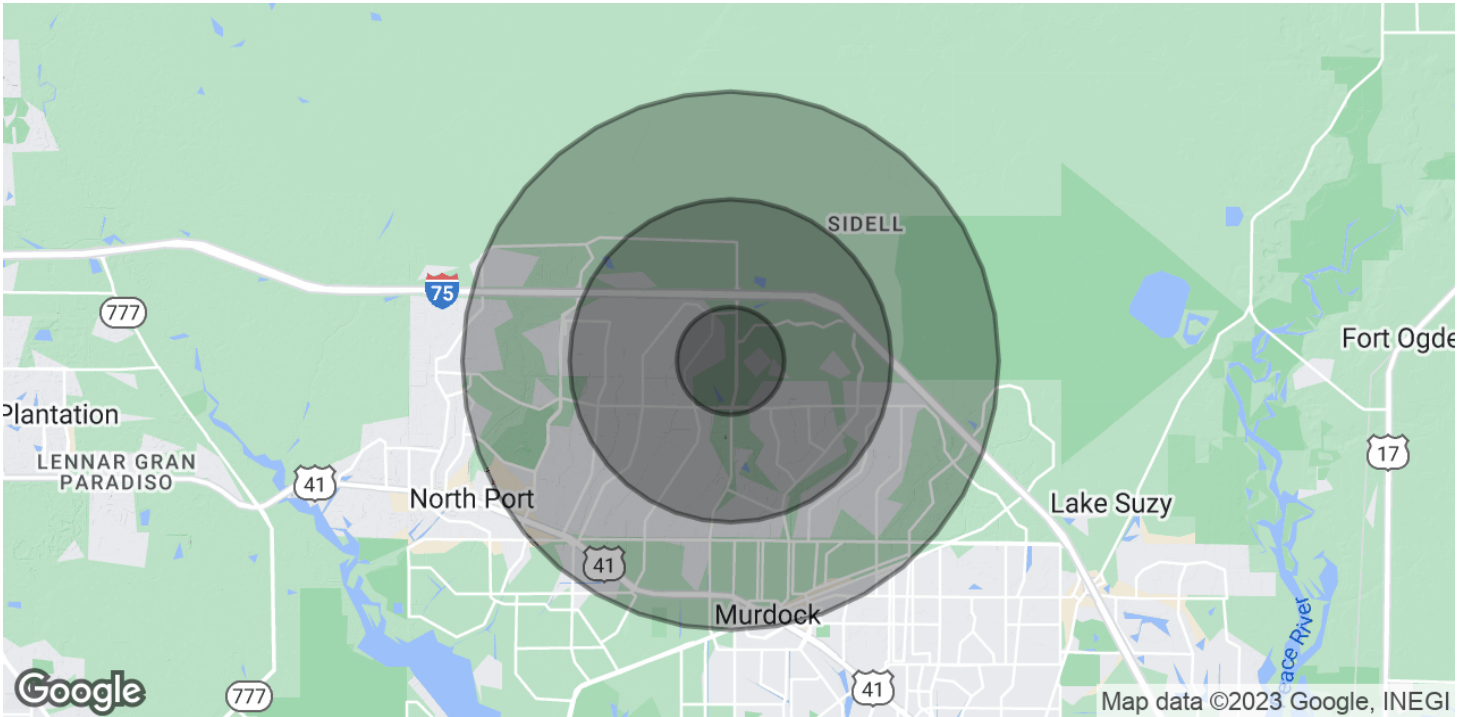 SIDELL
75
777
Fort Ogde
Plantation
LENNAR GRAN
PARADISO
17
41
North Port
Lake Suzy
41
Murdock
eace River
Google
777
41
Map data ©2023 Google, INEGI